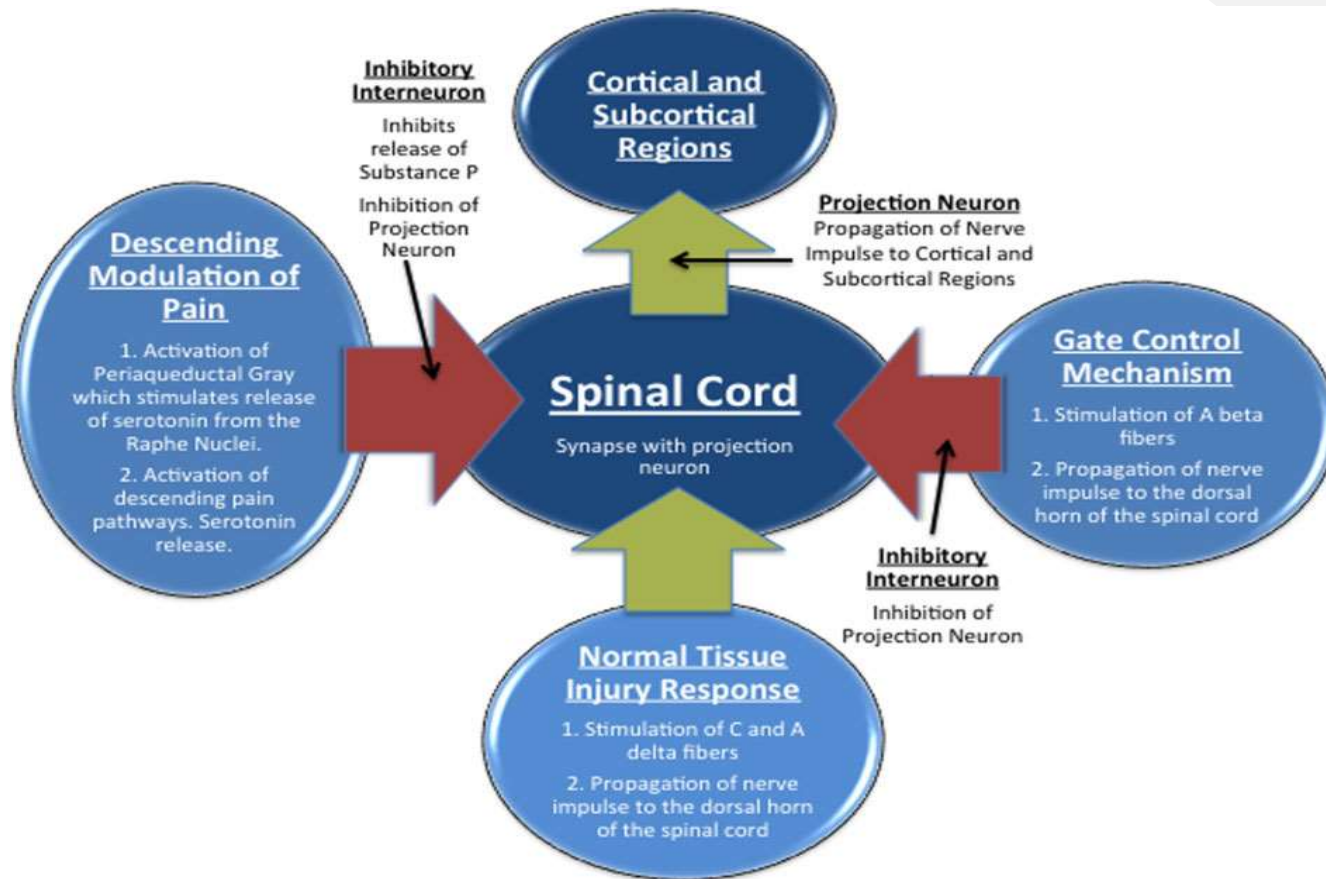 Inhibitory
Interneuron
Inhibits
release of
Substance P
Inhibition of
Projection
Neuron
Cortical and
Subcortical
Regions
Projection Neuron
Propagation of Nerve
Impulse to Cortical and
Subcortical Regions
Descending
Modulation of
Pain
1. Activation of
Periaqueductal Gray
which stimulates release
of serotonin from the
Raphe Nuclei.
2. Activation of
descending pain
pathways. Serotonin
release.
Spinal Cord
Synapse with projection
neuron
Gate Control
Mechanism
1. Stimulation of A beta
fibers
2. Propagation of nerve
impulse to the dorsal
horn of the spinal cord
Inhibitory
Interneuron
Inhibition of
Projection Neuron
Normal Tissue
Injury Response
1. Stimulation of C and A
delta fibers
2. Propagation of nerve
impulse to the dorsal horn
of the spinal cord